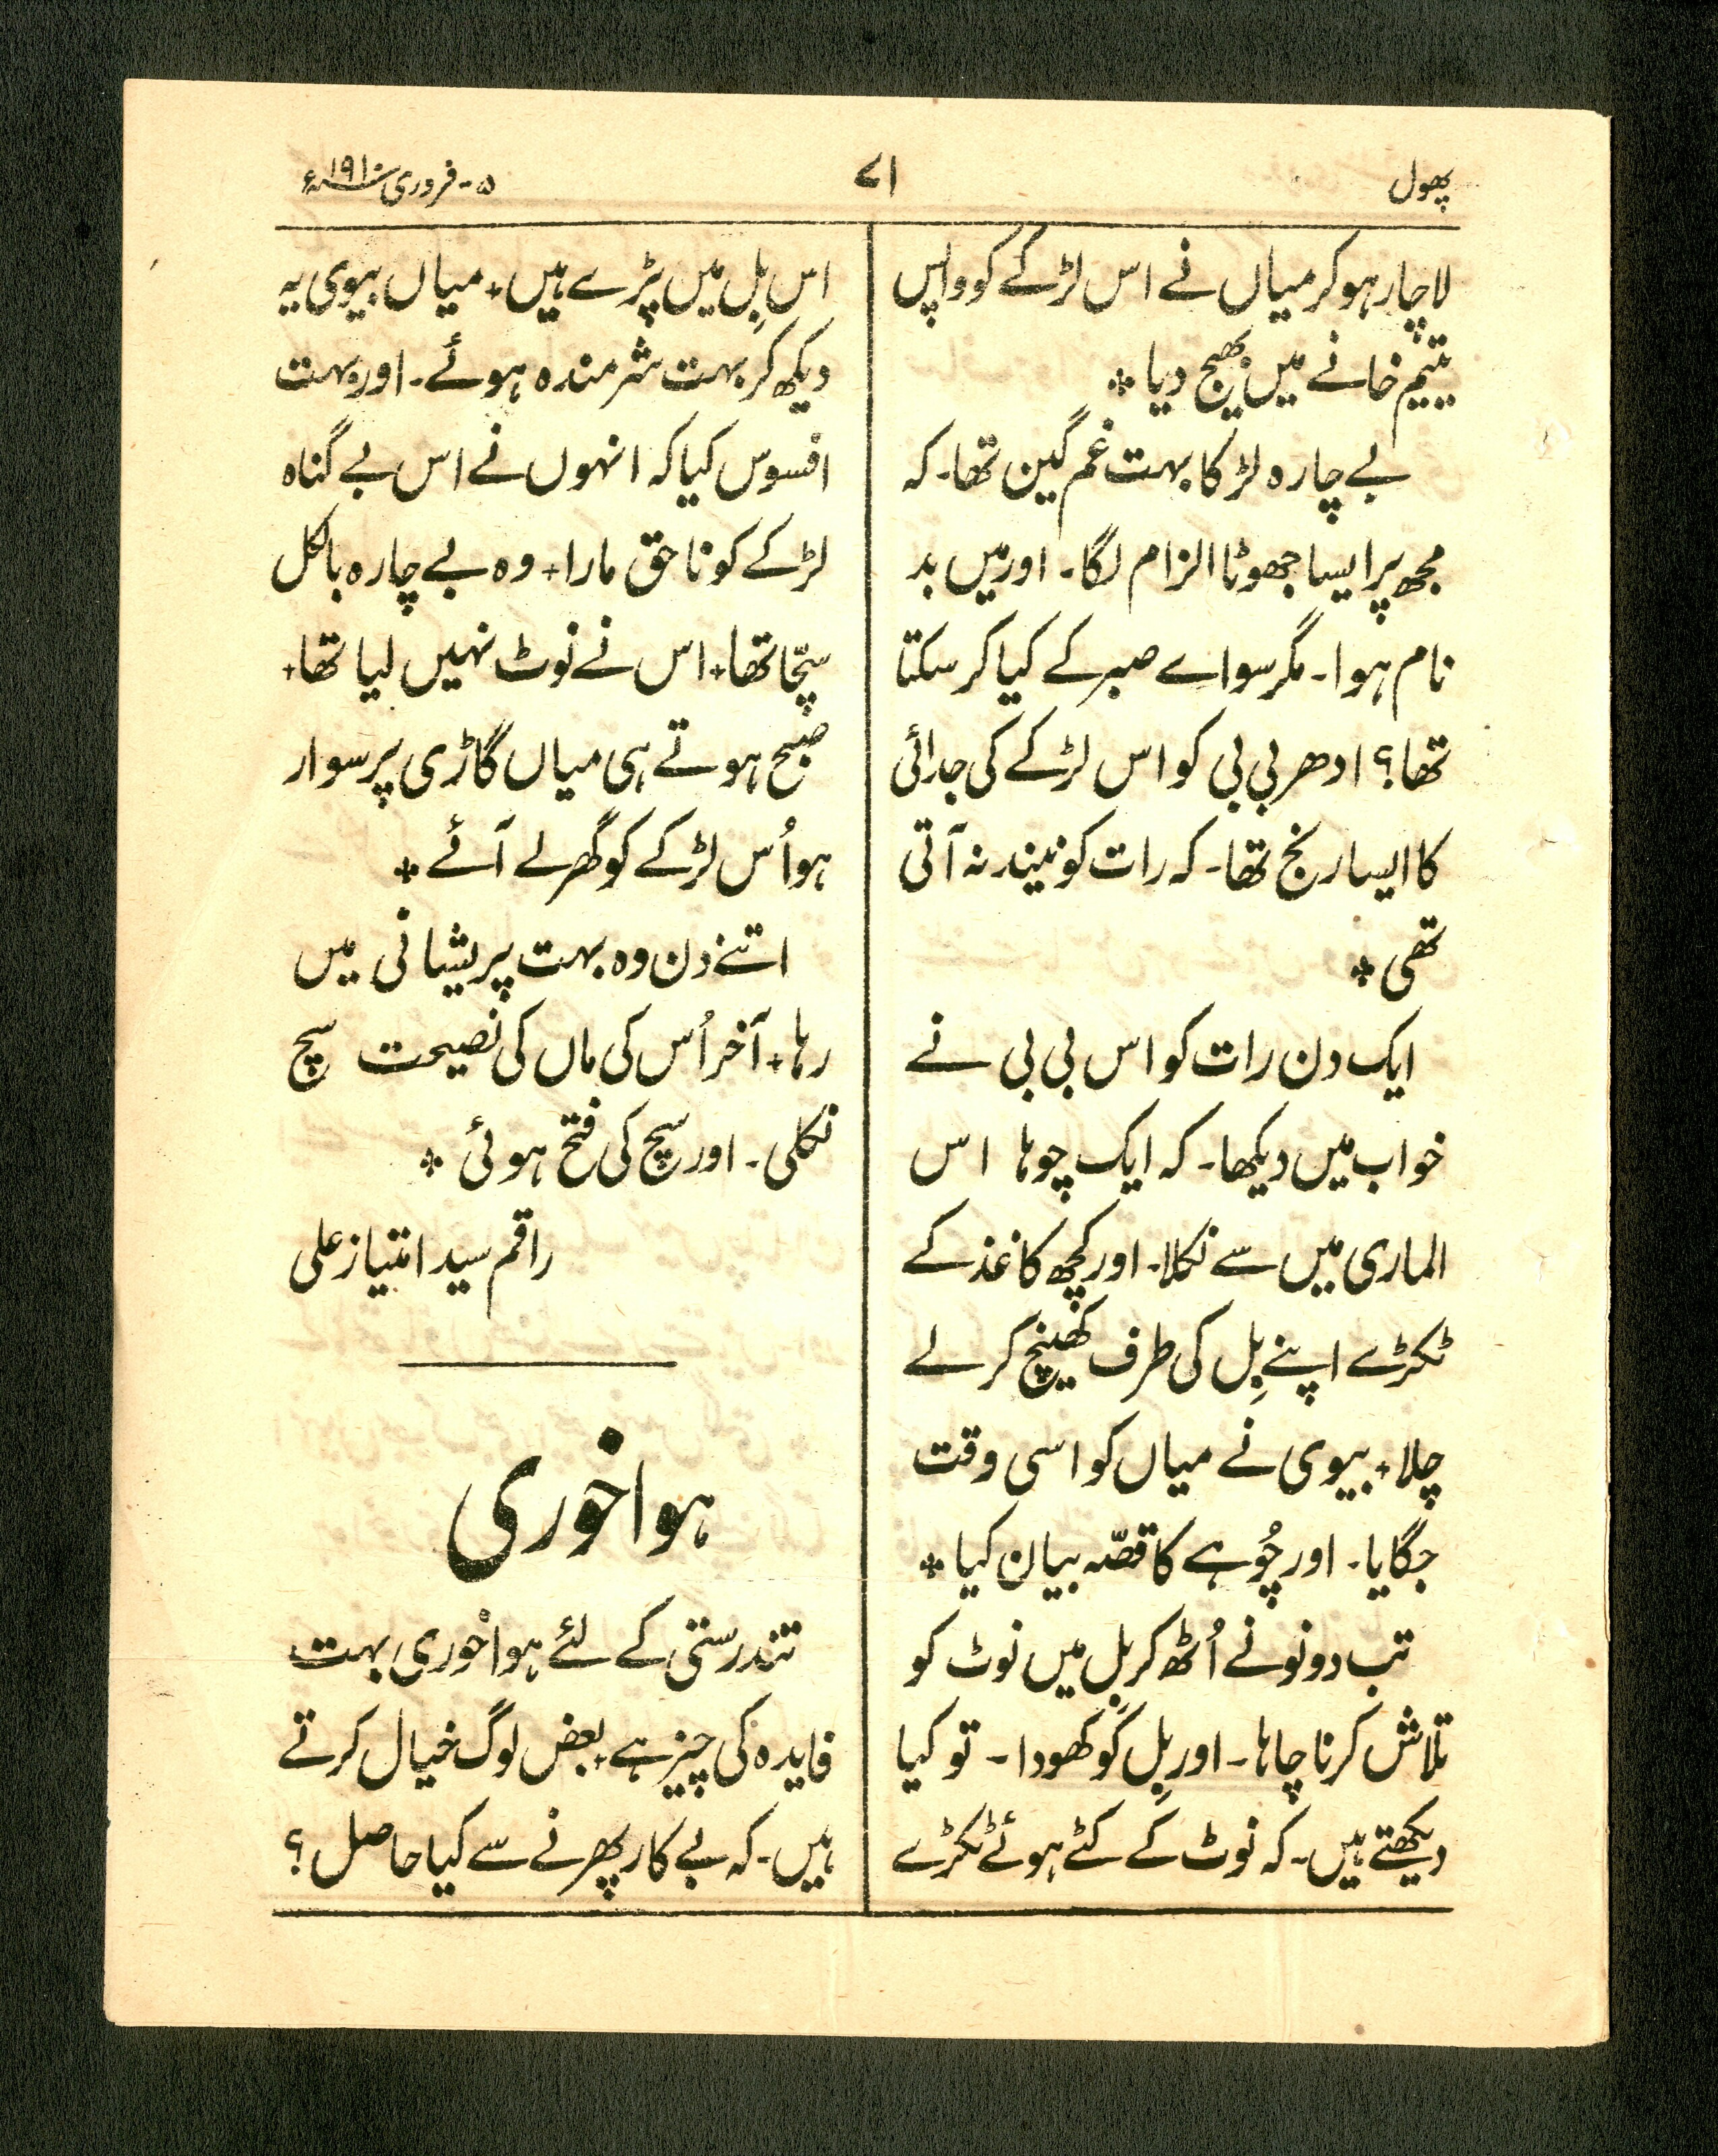 پھول
۷۱
۵-فروری سنہ ۱۹۱۰ء
لاچار ہو کر میاں نے اس لڑکے کو واپس
یتیم خانے میں بھیج دیا ÷
بے چارہ لڑکا بہت غم گین تھا۔ کہ
مجھ پر ایسا جھوٹا الزام لگا۔ اور میں بد
نام ہوا۔ مگر سواے صبر کے کیا کر سکتا
تھا؟ ادھر بی بی کو اس لڑکے کی جدائی
کا ایسا رنج تھا۔ کہ رات کو نیند نہ آتی
تھی ÷
ایک دن رات کو اس بی بی نے
خواب میں دیکھا۔ کہ ایک چوہا اس
الماری میں سے نکلا۔ اور کچھ کاغذ کے
ٹکڑے اپنے بِل کی طرف کھینچ کر لے
چلا+ بیوی نے میاں کو اسی وقت
جگایا۔ اور چُوہے کا قصّہ بیان کیا ÷
تب دونو نے اُٹھ کر بِل میں نوٹ کو
تلاش کرنا چاہا۔ اور بِل کو کھودا۔ تو کیا
دیکھتے ہیں۔ کہ نوٹ کے کٹے ہوئے ٹکڑے
اس بِل میں پڑے ہیں+ میاں بیوی یہ
دیکھ کر بہت شرمندہ ہوئے۔ اور بہت
افسوس کیا کہ انہوں نے اس بے گناہ
لڑکے کو ناحق مارا+ وہ بے چارہ بالکل
سچّا تھا+ اس نے نوٹ نہیں لیا تھا+
صبح ہوتے ہی میاں گاڑی پر سوار
ہو اُس لڑکے کو گھر لے آئے ÷
اتنے دن وہ بہت پریشانی میں
رہا+ آخر اُس کی ماں کی نصیحت سچ
نکلی۔ اور سچ کی فتح ہوئی ÷
راقم سید امتیاز علی
ہوا خوری
تندرستی کے لئے ہوا خوری بہت
فایدہ کی چیز ہے+ بعض لوگ خیال کرتے
ہیں۔ کہ بے کار پھرنے سے کیا حاصل؟